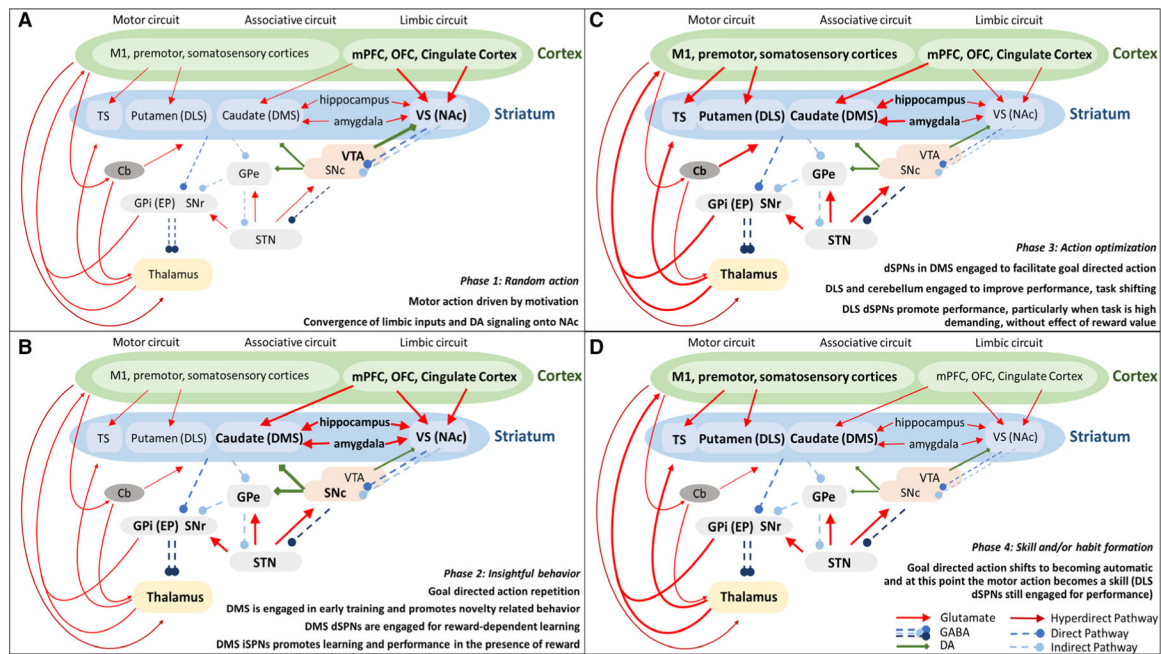 A
Motor circuit Associative circuit Limbic circuit
M1, premotor, somatosensory cortices
mPFC, OFC, Cingulate Cortex
Cortex
hippocampus
TS
Putamen (DLS)
Caudate (DMS)
amygdala
VS (NAc)
Striatum
VTA
SNc
Cb
GPe
GPi (EP) SNr
STN
Thalamus
Phase 1: Random action
Motor action driven by motivation
Convergence of limbic inputs and DA signaling onto NAc
B
Motor circuit Associative circuit Limbic circuit
M1, premotor, somatosensory cortices
mPFC, OFC, Cingulate Cortex
Cortex
hippocampus
TS
Putamen (DLS)
Caudate (DMS)
amygdala
VS (NAc)
Striatum
VTA
SNc
Cb
GPe
GPi (EP) SNr
STN
Thalamus
Phase 2: Insightful behavior
Goal directed action repetition
DMS is engaged in early training and promotes novelty related behavior
DMS dSPNs are engaged for reward-dependent learning
DMS iSPNs promotes learning and performance in the presence of reward
C
Motor circuit Associative circuit Limbic circuit
M1, premotor, somatosensory cortices
mPFC, OFC, Cingulate Cortex
Cortex
hippocampus
TS
Putamen (DLS)
Caudate (DMS)
amygdala
VS (NAc)
Striatum
VTA
SNc
Cb
GPe
GPi (EP) SNr
STN
Thalamus
Phase 3: Action optimization
dSPNs in DMS engaged to facilitate goal directed action
DLS and cerebellum engaged to improve performance, task shifting
DLS dSPNs promote performance, particularly when task is high
demanding, without effect of reward value
D
Motor circuit Associative circuit Limbic circuit
M1, premotor, somatosensory cortices
mPFC, OFC, Cingulate Cortex
Cortex
hippocampus
TS
Putamen (DLS)
Caudate (DMS)
amygdala
VS (NAc)
Striatum
VTA
SNc
Cb
GPe
GPi (EP) SNr
STN
Thalamus
Phase 4: Skill and/or habit formation
Goal directed action shifts to becoming automatic
and at this point the motor action becomes a skill (DLS
dSPNs still engaged for performance)
Glutamate Hyperdirect Pathway
GABA Direct Pathway
DA Indirect Pathway